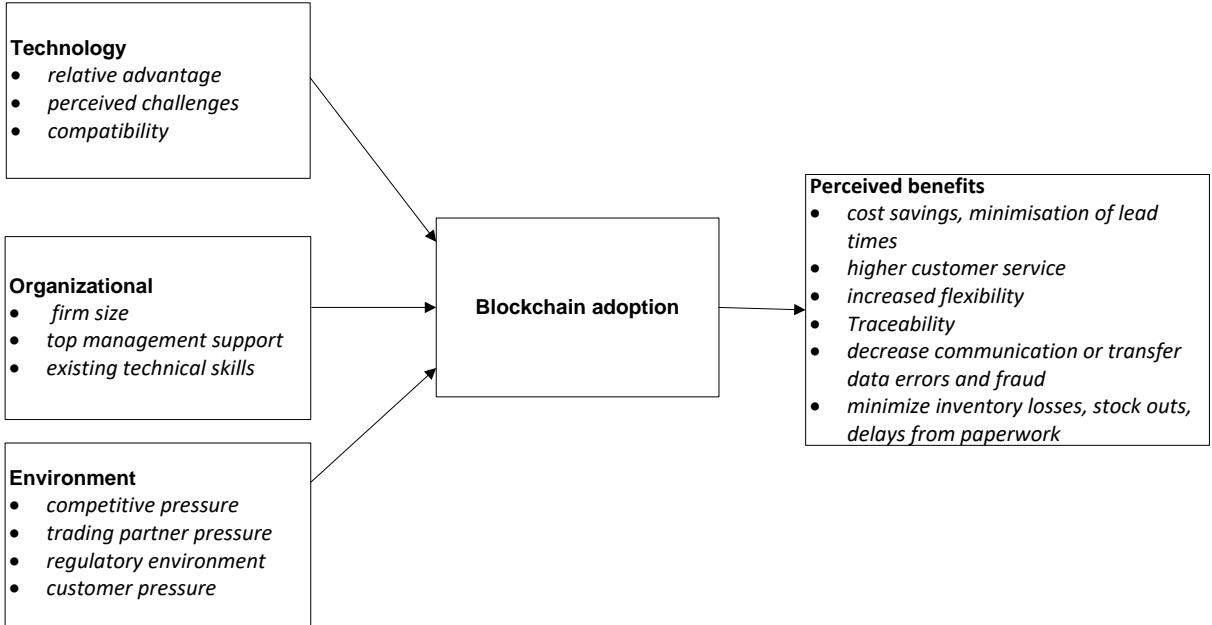 Technology
• relative advantage
• perceived challenges
• compatibility
Organizational
• firm size
• top management support
• existing technical skills
Environment
• competitive pressure
• trading partner pressure
• regulatory environment
• customer pressure
Blockchain adoption
Perceived benefits
• cost savings, minimisation of lead
times
• higher customer service
• increased flexibility
• Traceability
• decrease communication or transfer
data errors and fraud
• minimize inventory losses, stock outs,
delays from paperwork